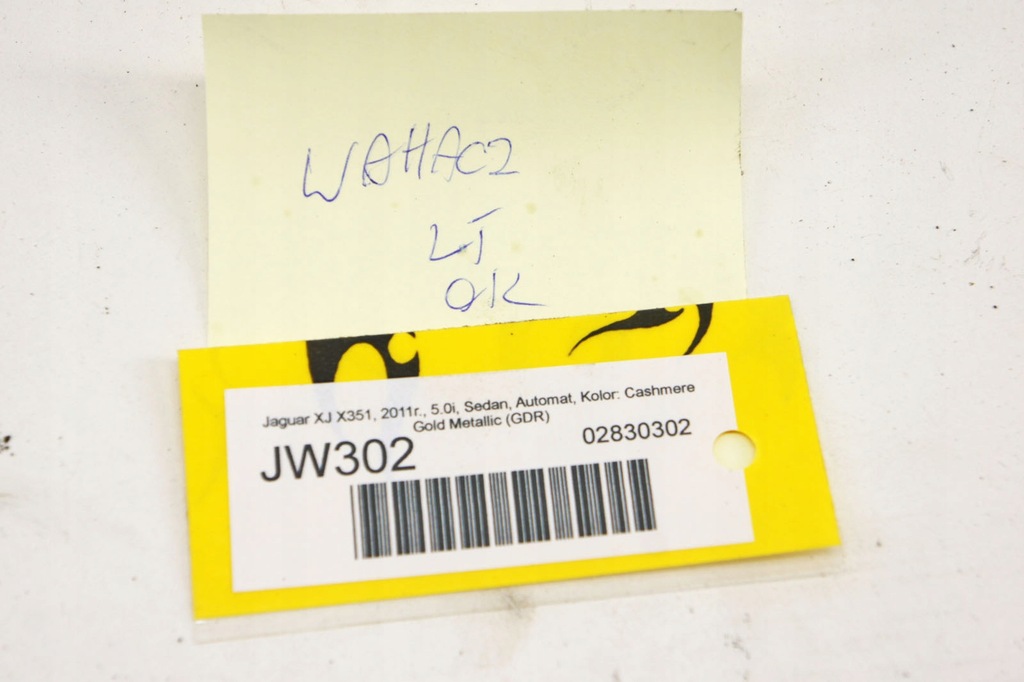 WAHACZ
LT
OK
Jaguar XJ X351, 2011r., 5.0i, Sedan, Automat, Kolor: Cashmere
Gold Metallic (GDR)
JW302
02830302